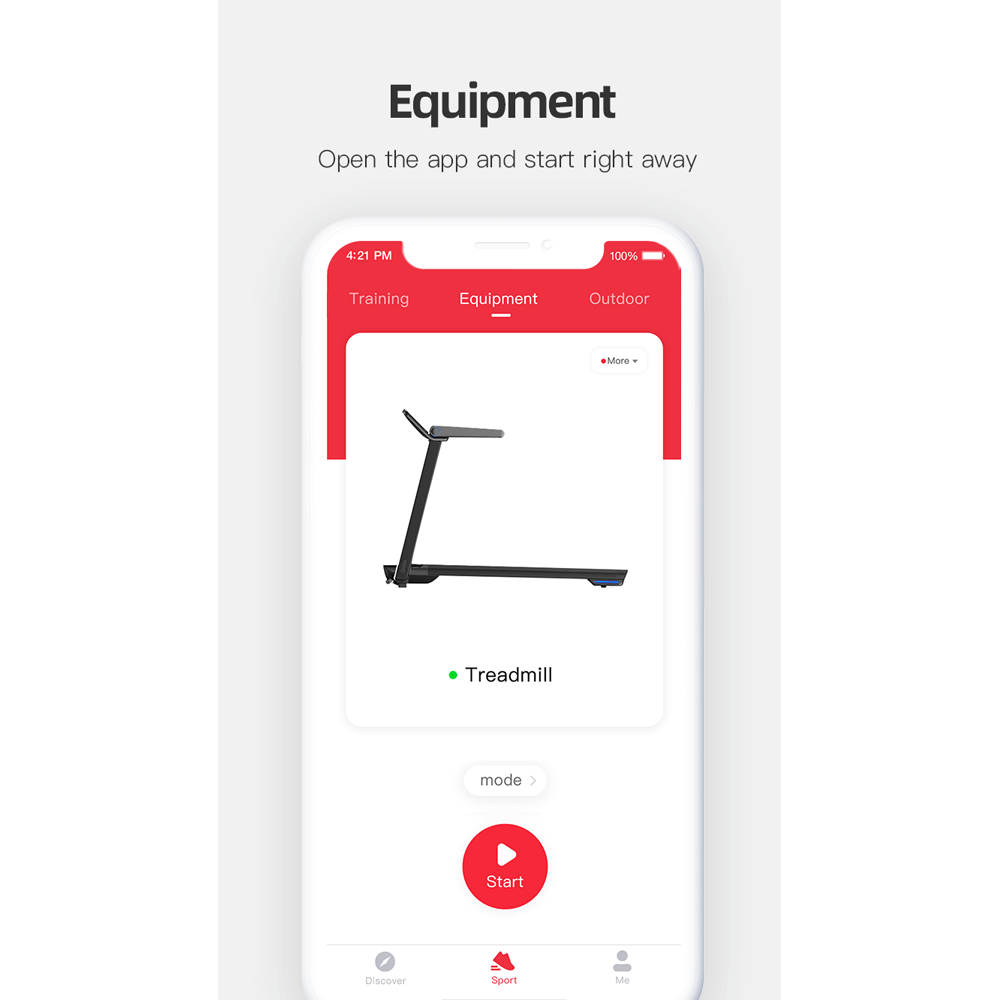 Equipment
Open the app and start right away
4:21 PM 100%
Training Equipment Outdoor
More
Treadmill
mode
Start
Discover Sport Me